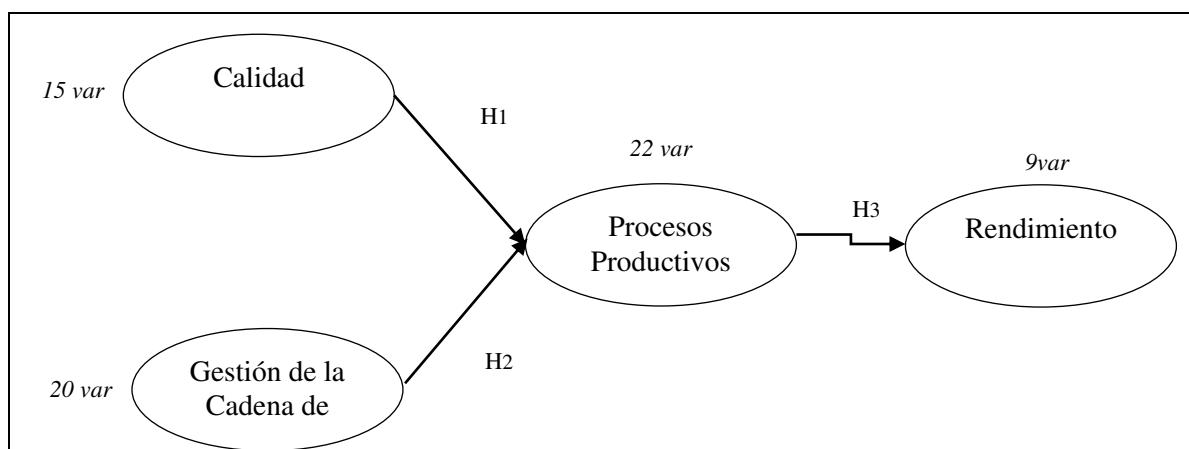 Calidad
15 var
H1
22 var
9var
Procesos
Productivos
H3
Rendimiento
H2
Gestión de la
Cadena de
20 var